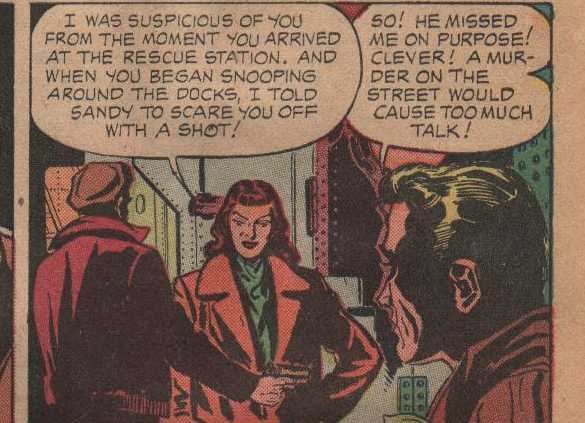 I WAS SUSPICIOUS OF YOU
FROM THE MOMENT YOU ARRIVED
AT THE RESCUE STATION. AND
WHEN YOU BEGAN SNOOPING
AROUND THE DOCKS, I TOLD
SANDY TO SCARE YOU OFF
WITH A SHOT!
SO! HE MISSED
ME ON PURPOSE!
CLEVER! A MUR-
DER ON THE
STREET WOULD
CAUSE TOO MUCH
TALK!